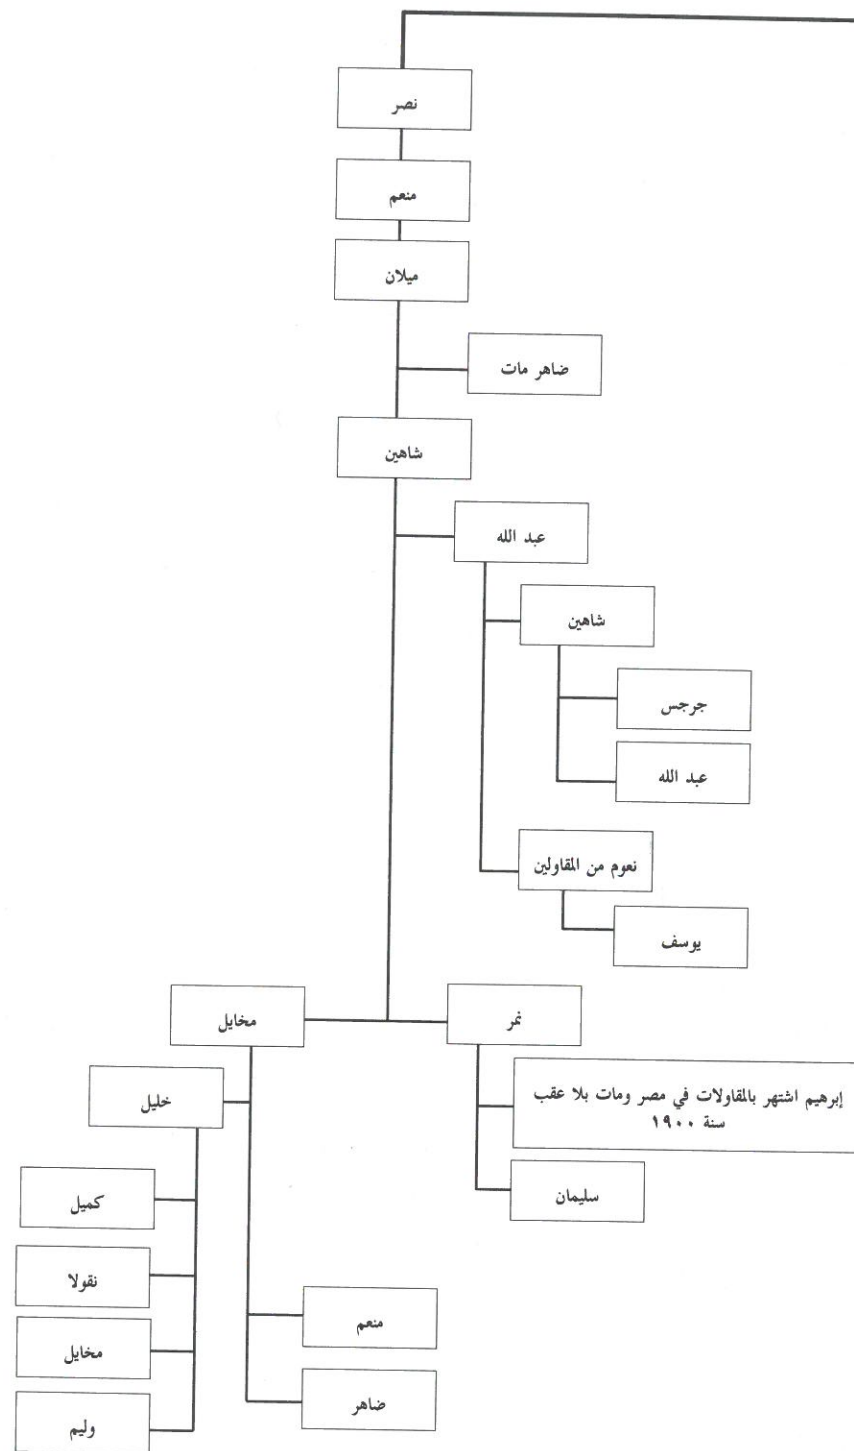 نصر
منعم
ميلان
ضاهر مات
شاهين
عبد الله
شاهين
جرجس
عبد الله
نعوم من المقاولين
يوسف
نمر
مخايل
إبرهيم اشتهر بالمقاولات في مصر ومات بلا عقب
سنة ١٩٠٠
خليل
سليمان
كميل
نقولا
منعم
مخايل
ضاهر
وليم